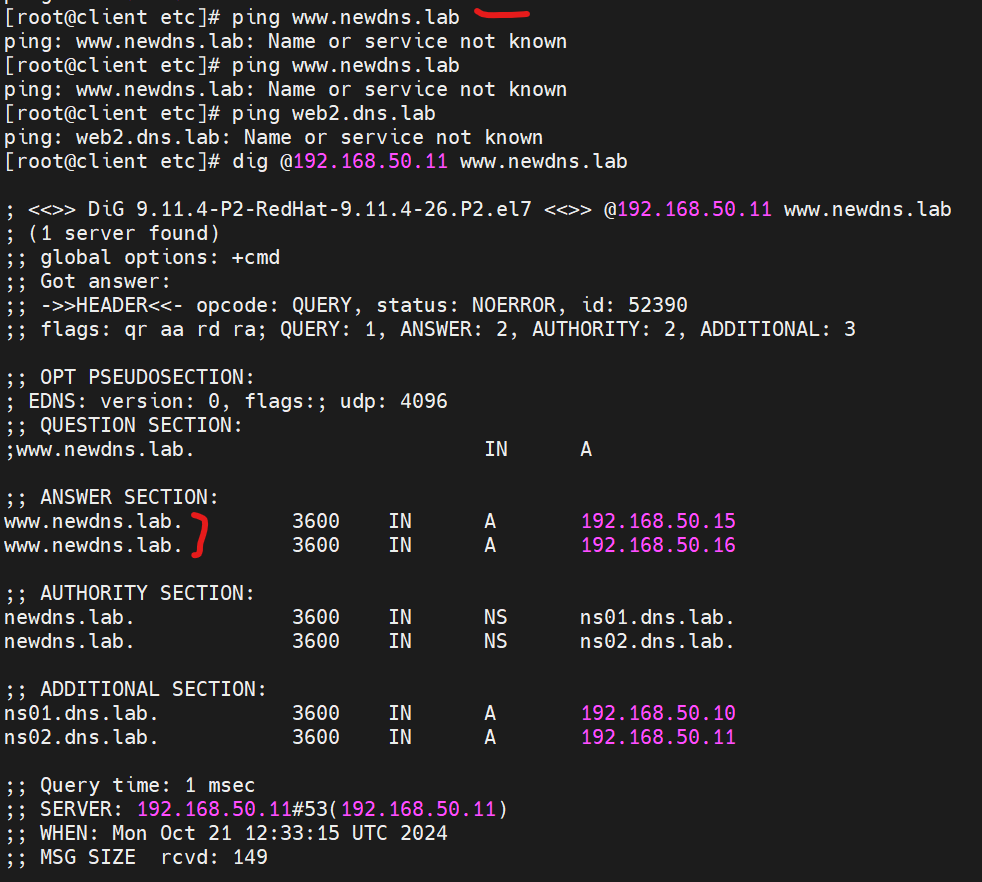 [root@client etc]# ping www.newdns.lab
ping: www.newdns.lab: Name or service not known
[root@client etc]# ping www.newdns.lab
ping: www.newdns.lab: Name or service not known
[root@client etc]# ping web2.dns.lab
ping: web2.dns.lab: Name or service not known
[root@client etc]# dig @192.168.50.11 www.newdns.lab

; <<>> DiG 9.11.4-P2-RedHat-9.11.4-26.P2.el7 <<>> @192.168.50.11 www.newdns.lab
; (1 server found)
;; global options: +cmd
;; Got answer:
;; ->>HEADER<<- opcode: QUERY, status: NOERROR, id: 52390
;; flags: qr aa rd ra; QUERY: 1, ANSWER: 2, AUTHORITY: 2, ADDITIONAL: 3

;; OPT PSEUDOSECTION:
; EDNS: version: 0, flags:; udp: 4096
;; QUESTION SECTION:
;www.newdns.lab. IN A

;; ANSWER SECTION:
www.newdns.lab. 3600 IN A 192.168.50.15
www.newdns.lab. 3600 IN A 192.168.50.16

;; AUTHORITY SECTION:
newdns.lab. 3600 IN NS ns01.dns.lab.
newdns.lab. 3600 IN NS ns02.dns.lab.

;; ADDITIONAL SECTION:
ns01.dns.lab. 3600 IN A 192.168.50.10
ns02.dns.lab. 3600 IN A 192.168.50.11

;; Query time: 1 msec
;; SERVER: 192.168.50.11#53(192.168.50.11)
;; WHEN: Mon Oct 21 12:33:15 UTC 2024
;; MSG SIZE  rcvd: 149